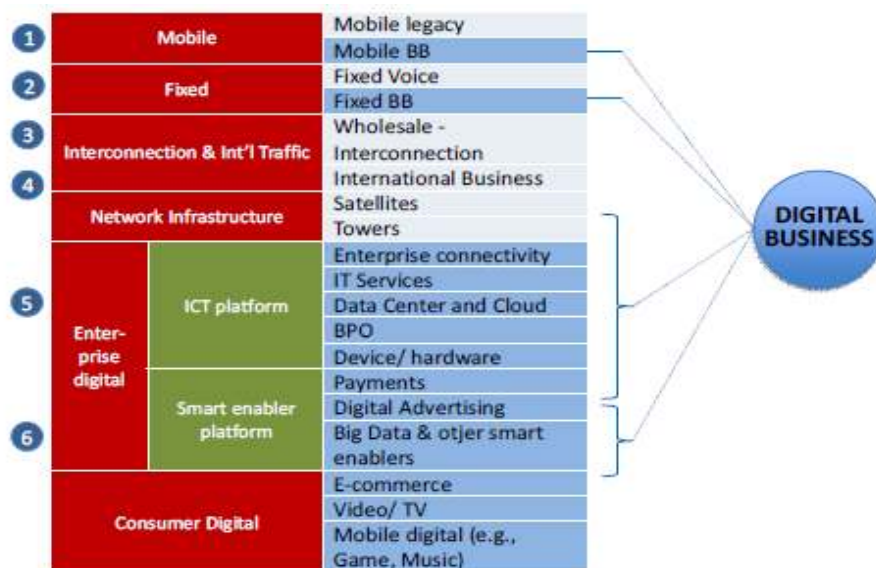 1
Mobile
Mobile legacy
Mobile BB
2
Fixed
Fixed Voice
Fixed BB
3
Interconnection & Int'l Traffic
Wholesale -
Interconnection
International Business
4
Network Infrastructure
Satellites
Towers
5
Enter-
prise
digital
ICT platform
Enterprise connectivity
IT Services
Data Center and Cloud
BPO
Device/ hardware
6
Smart enabler
platform
Payments
Digital Advertising
Big Data & otjer smart
enablers
Consumer Digital
E-commerce
Video/ TV
Mobile digital (e.g.,
Game, Music)
DIGITAL
BUSINESS